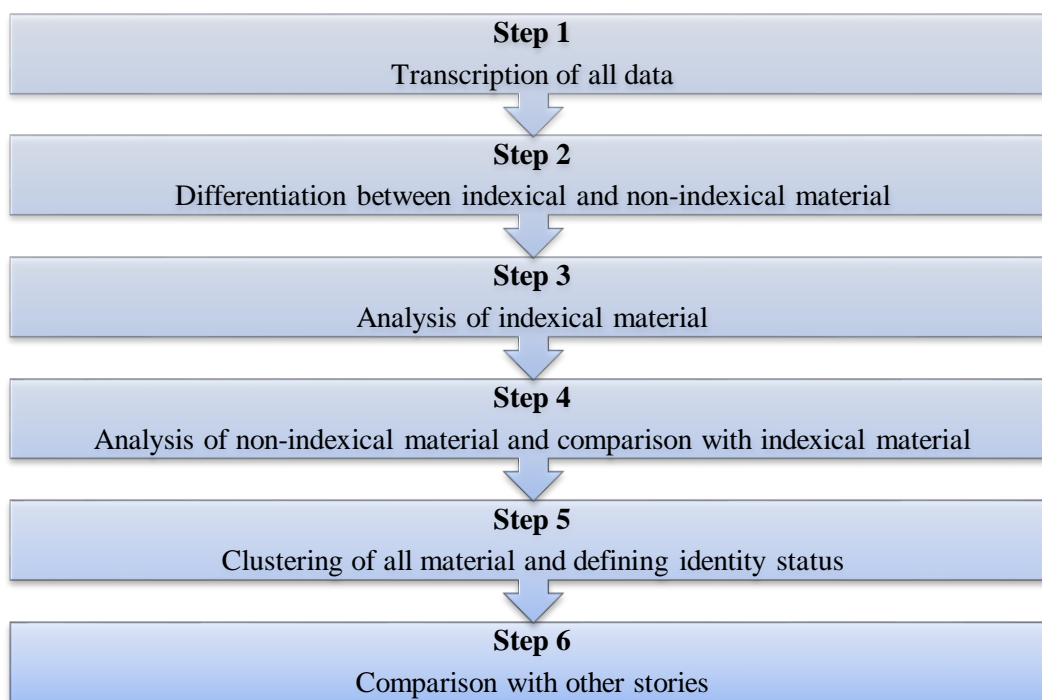 Step 1
Transcription of all data
Step 2
Differentiation between indexical and non-indexical material
Step 3
Analysis of indexical material
Step 4
Analysis of non-indexical material and comparison with indexical material
Step 5
Clustering of all material and defining identity status
Step 6
Comparison with other stories